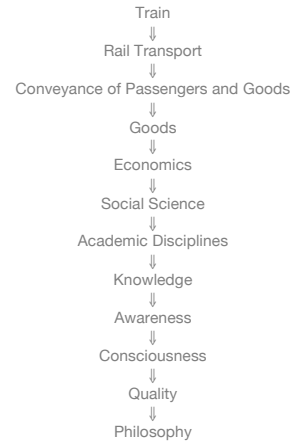 Train
⇓
Rail Transport
⇓
Conveyance of Passengers and Goods
⇓
Goods
⇓
Economics
⇓
Social Science
⇓
Academic Disciplines
⇓
Knowledge
⇓
Awareness
⇓
Consciousness
⇓
Quality
⇓
Philosophy